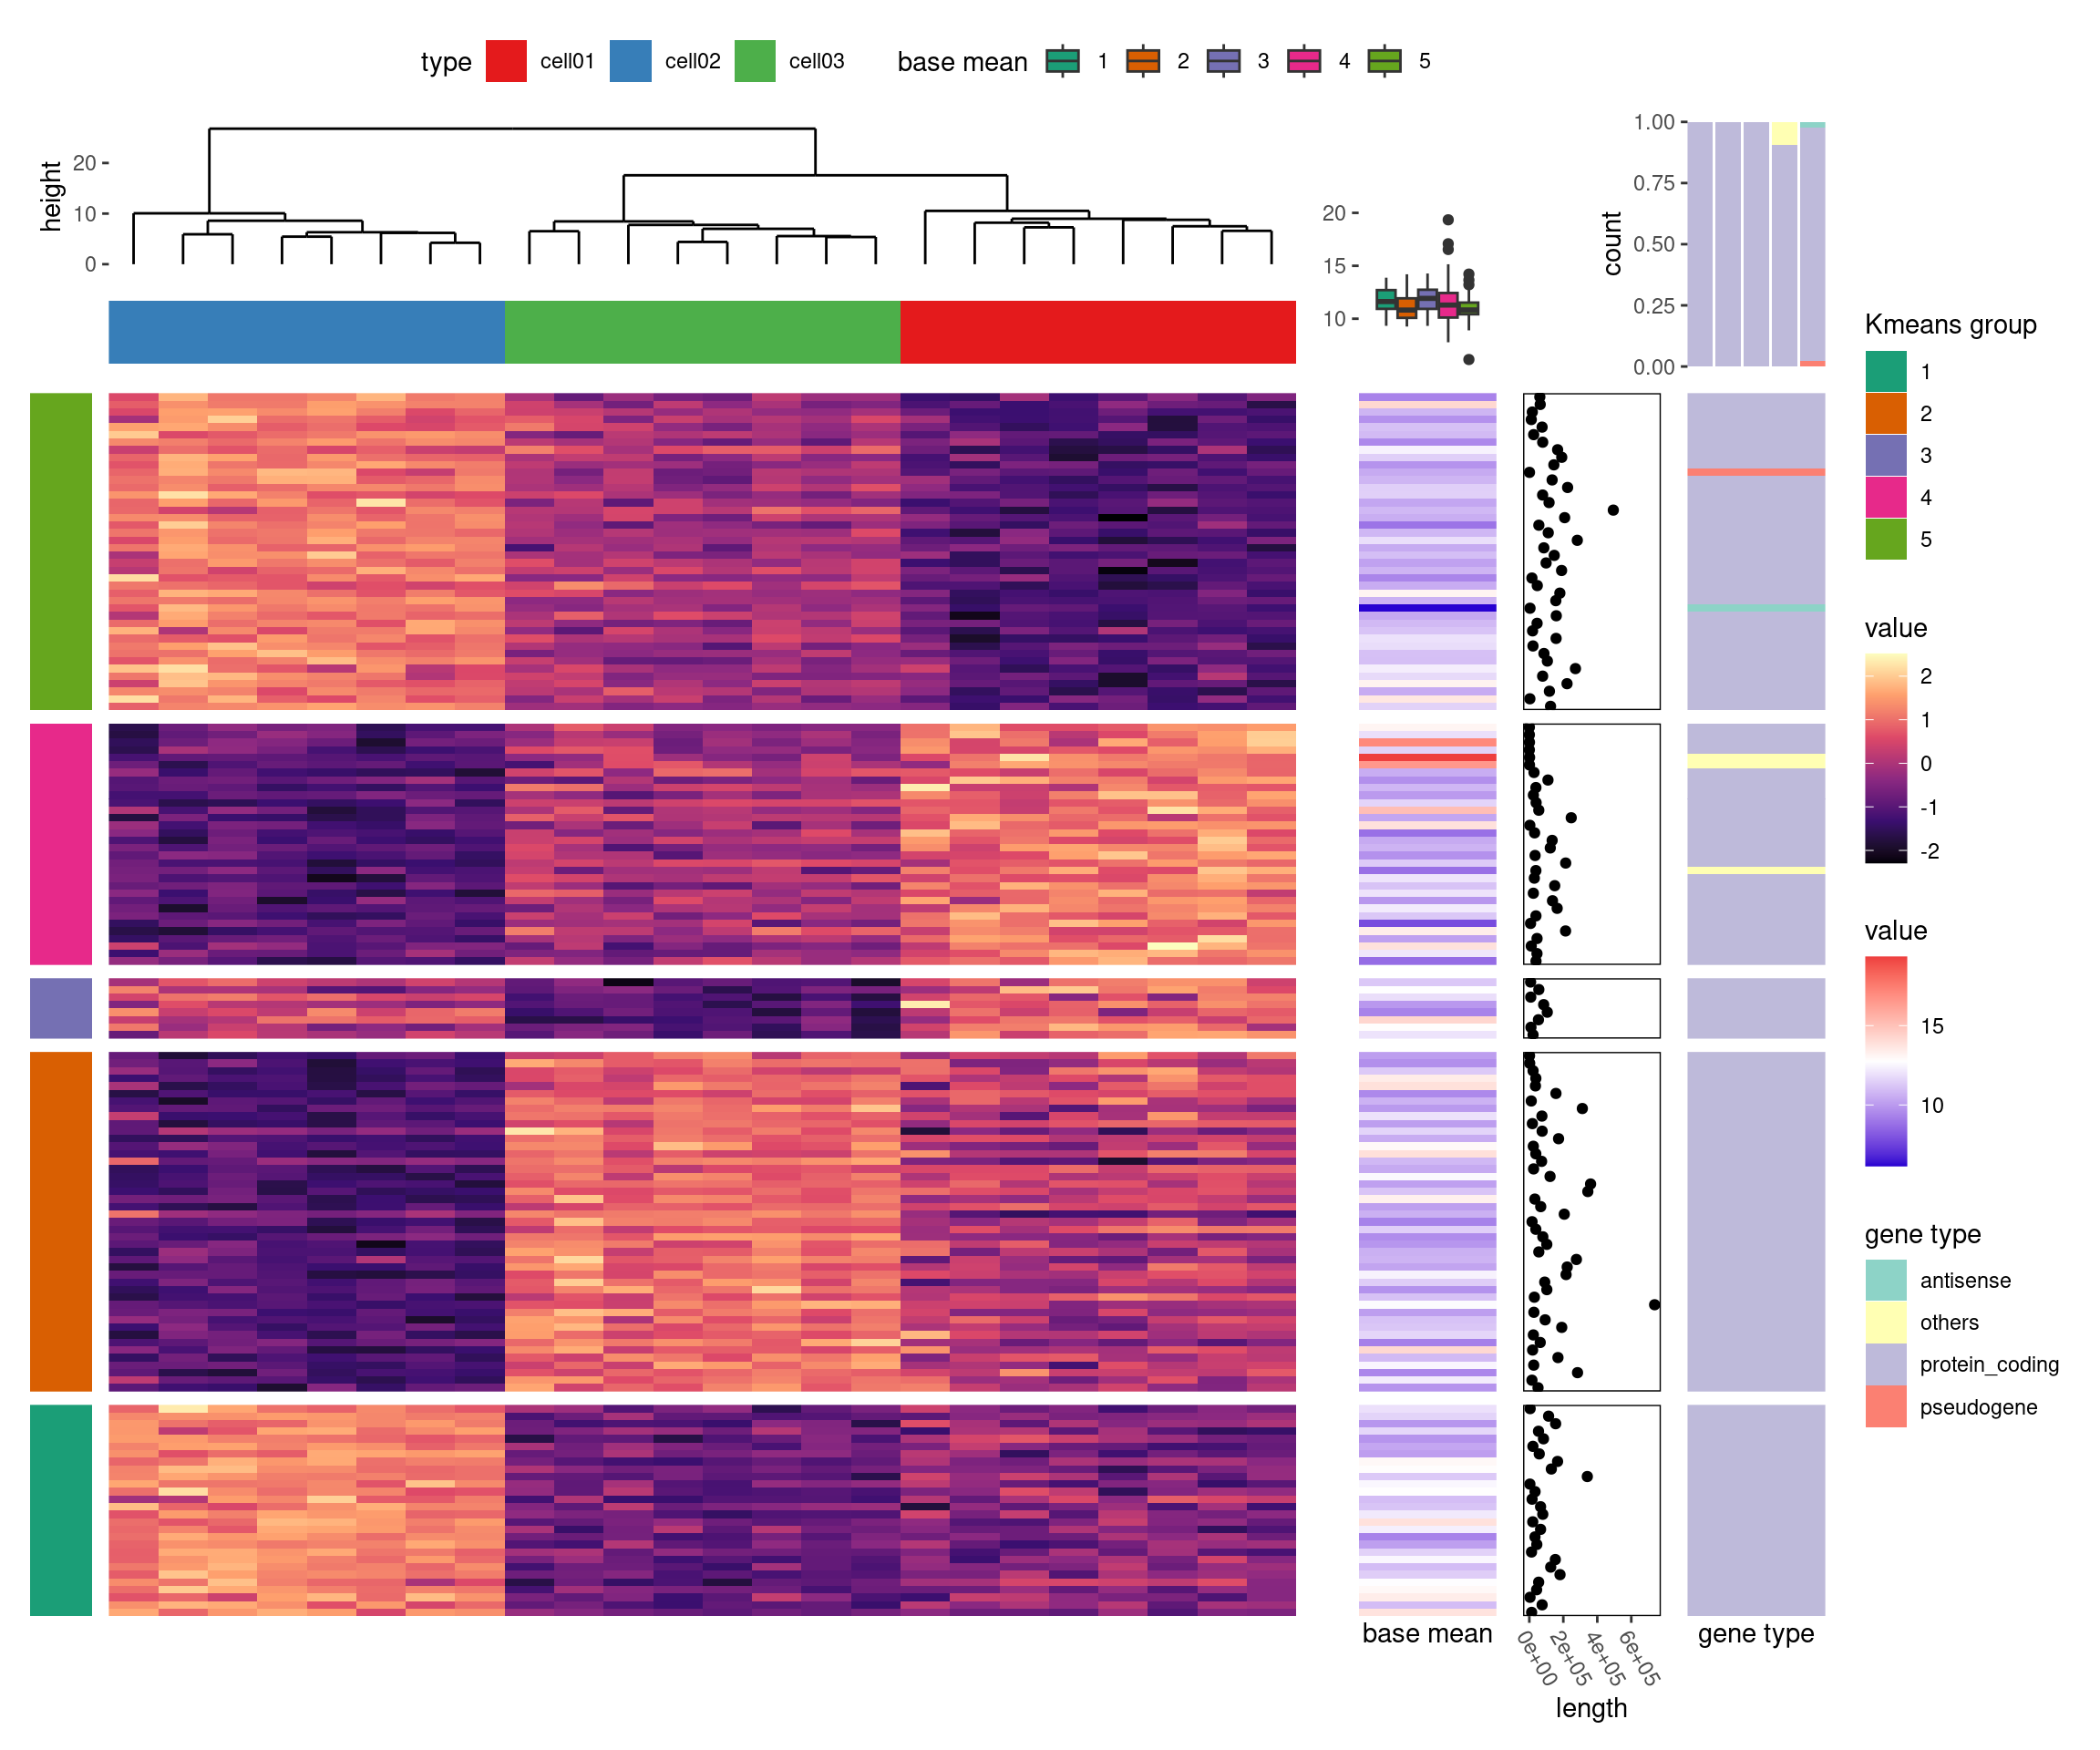 type cell01 cell02 cell03 base mean 1 2 3 4 5
height
20
10
0
20
15
10
count
1.00
0.75
0.50
0.25
0.00
Kmeans group
1
2
3
4
5
value
2
1
0
-1
-2
value
15
10
gene type
antisense
others
protein_coding
pseudogene
base mean
0e+00 2e+05 4e+05 6e+05
length
gene type